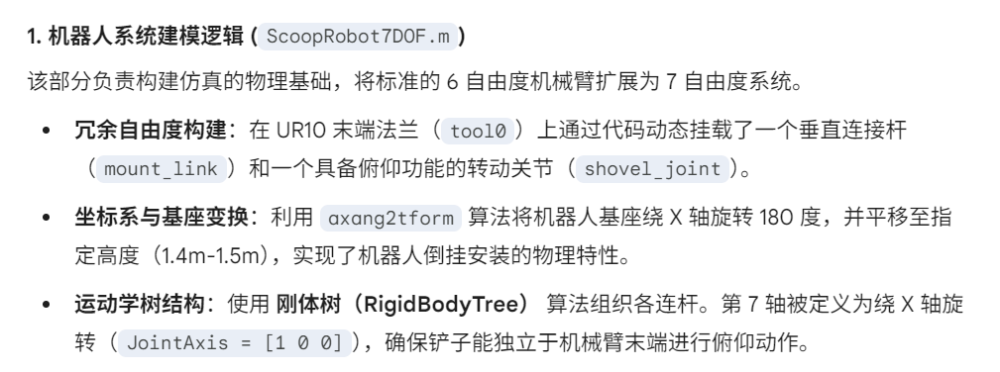 1. 机器人系统建模逻辑 ( ScoopRobot7DOF.m )
该部分负责构建仿真的物理基础，将标准的 6 自由度机械臂扩展为 7 自由度系统。
• 冗余自由度构建：在 UR10 末端法兰（ tool0 ）上通过代码动态挂载了一个垂直连接杆
（ mount_link ）和一个具备俯仰功能的转动关节（ shovel_joint ）。
• 坐标系与基座变换：利用 axang2tform 算法将机器人基座绕 X 轴旋转 180 度，并平移至指
定高度（1.4m-1.5m），实现了机器人倒挂安装的物理特性。
• 运动学树结构：使用 刚体树（RigidBodyTree） 算法组织各连杆。第 7 轴被定义为绕 X 轴旋
转（ JointAxis = [1 0 0] ），确保铲子能独立于机械臂末端进行俯仰动作。